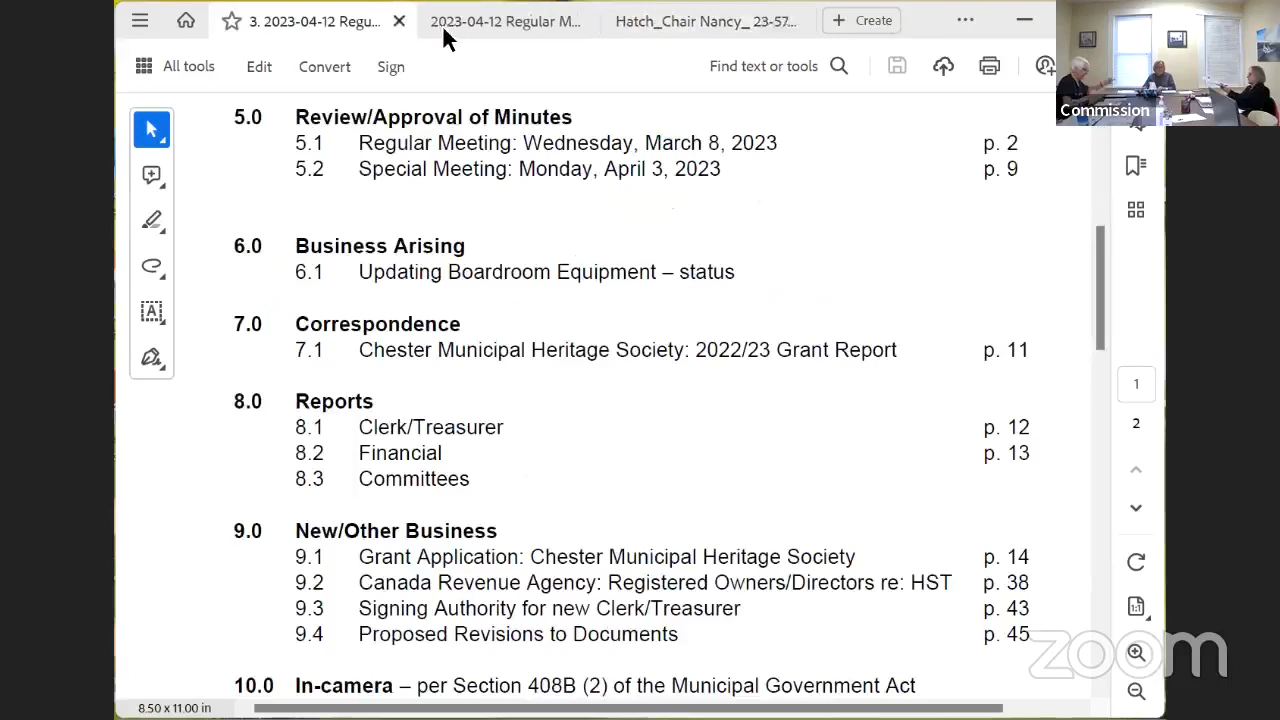 3. 2023-04-12 Regu...
2023-04-12 Regular M...
Hatch_Chair Nancy_ 23-57...
Create
All tools
Edit
Convert
Sign
Find text or tools
Commission
5.0 Review/Approval of Minutes
5.1 Regular Meeting: Wednesday, March 8, 2023 p. 2
5.2 Special Meeting: Monday, April 3, 2023 p. 9
6.0 Business Arising
6.1 Updating Boardroom Equipment – status
7.0 Correspondence
7.1 Chester Municipal Heritage Society: 2022/23 Grant Report p. 11
8.0 Reports
8.1 Clerk/Treasurer p. 12
8.2 Financial p. 13
8.3 Committees
9.0 New/Other Business
9.1 Grant Application: Chester Municipal Heritage Society p. 14
9.2 Canada Revenue Agency: Registered Owners/Directors re: HST p. 38
9.3 Signing Authority for new Clerk/Treasurer p. 43
9.4 Proposed Revisions to Documents p. 45
10.0 In-camera – per Section 408B (2) of the Municipal Government Act
1
2
1:1
zoom
8.50 x 11.00 in